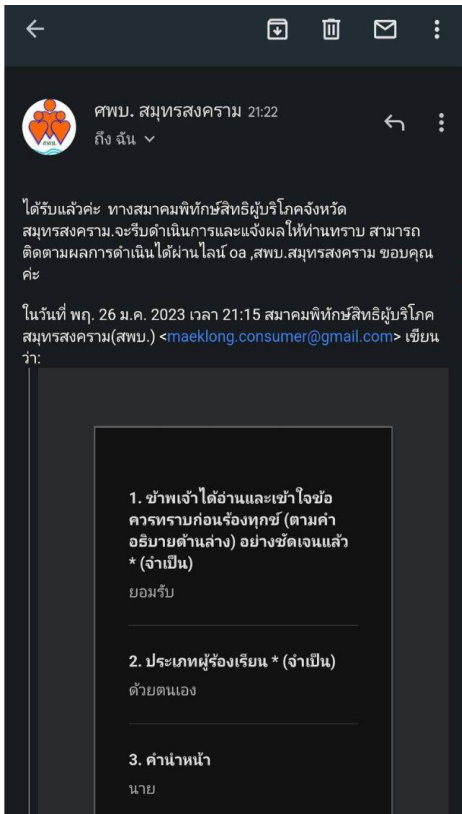 ศพบ. สมุทรสงคราม 21:22
ถึง ฉัน
สพบ.
ได้รับแล้วค่ะ ทางสมาคมพิทักษ์สิทธิผู้บริโภคจังหวัด
สมุทรสงคราม.จะรีบดำเนินการและแจ้งผลให้ท่านทราบ สามารถ
ติดตามผลการดำเนินได้ผ่านไลน์ oa ,สพบ.สมุทรสงคราม ขอบคุณ
ค่ะ
ในวันที่ พฤ. 26 ม.ค. 2023 เวลา 21:15 สมาคมพิทักษ์สิทธิผู้บริโภค
สมุทรสงคราม(สพบ.) <maeklong.consumer@gmail.com> เขียน
ว่า:
1. ข้าพเจ้าได้อ่านและเข้าใจข้อ
ควรทราบก่อนร้องทุกข์ (ตามคำ
อธิบายด้านล่าง) อย่างชัดเจนแล้ว
* (จำเป็น)
ยอมรับ
2. ประเภทผู้ร้องเรียน * (จำเป็น)
ด้วยตนเอง
3. คำนำหน้า
นาย